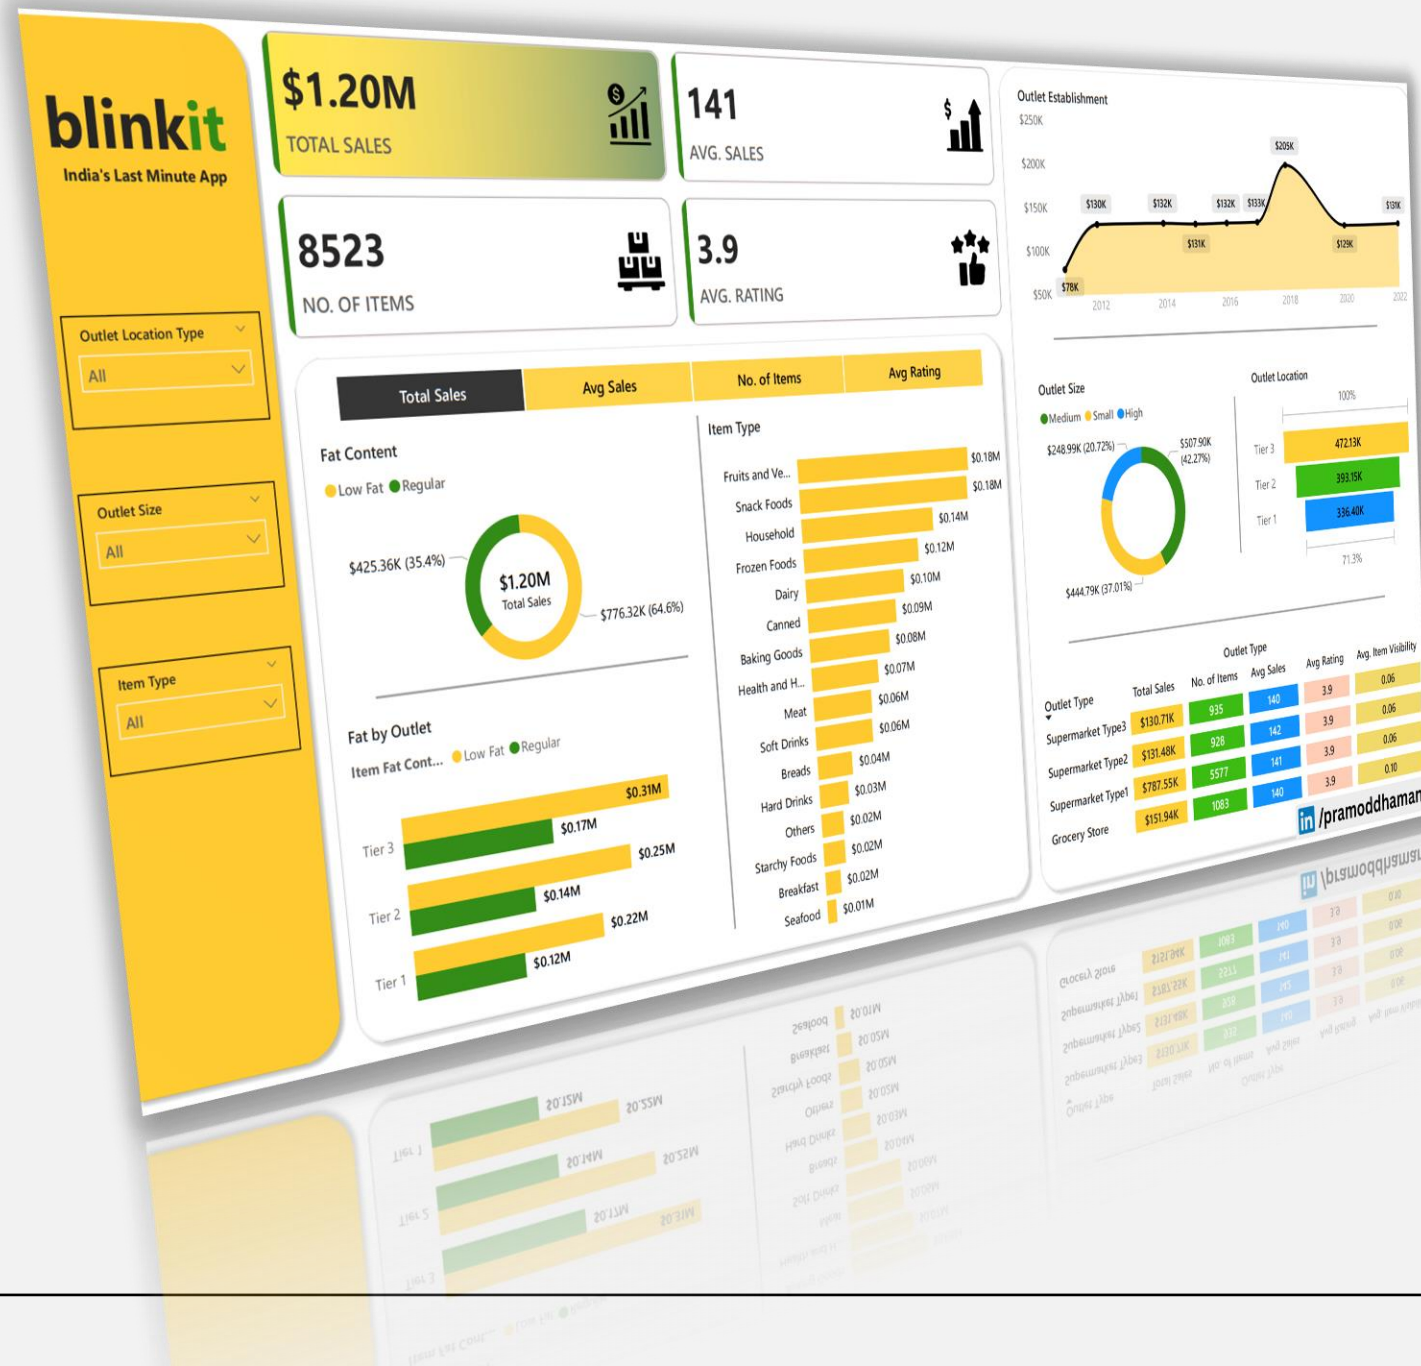 blinkit
India's Last Minute App
Outlet Location Type
All
Outlet Size
All
Item Type
All
$1.20M
TOTAL SALES
$
141
AVG. SALES
$
8523
NO. OF ITEMS
3.9
AVG. RATING
Total Sales
Avg Sales
No. of Items
Avg Rating
Fat Content
Low Fat Regular
$425.36K (35.4%)
$1.20M
Total Sales
$776.32K (64.6%)
Fat by Outlet
Item Fat Cont... Low Fat Regular
$0.31M
Tier 3 $0.17M
$0.25M
Tier 2 $0.14M
$0.22M
Tier 1 $0.12M
Item Type
Fruits and Ve... $0.18M
Snack Foods $0.18M
Household $0.14M
Frozen Foods $0.12M
Dairy $0.10M
Canned $0.09M
Baking Goods $0.08M
Health and H... $0.07M
Meat $0.06M
Soft Drinks $0.06M
Breads $0.04M
Hard Drinks $0.03M
Others $0.02M
Starchy Foods $0.02M
Breakfast $0.02M
Seafood $0.01M
Outlet Establishment
$250K
$200K
$150K
$100K
$50K
$78K
$130K
$132K
$131K
$132K
$133K
$205K
$129K
$131K
2012 2014 2016 2018 2020 2022
Outlet Size
Medium Small High
$248.99K (20.72%)
$507.90K
(42.27%)
$444.79K (37.01%)
Outlet Location
100%
Tier 3 472.13K
Tier 2 393.15K
Tier 1 336.40K
71.3%
Outlet Type
Outlet Type Total Sales No. of Items Avg Sales Avg Rating Avg. Item Visibility
Supermarket Type3 $130.71K 935 140 3.9 0.06
Supermarket Type2 $131.48K 928 142 3.9 0.06
Supermarket Type1 $787.55K 5577 141 3.9 0.06
Grocery Store $151.94K 1083 140 3.9 0.10
in /pramoddhaman